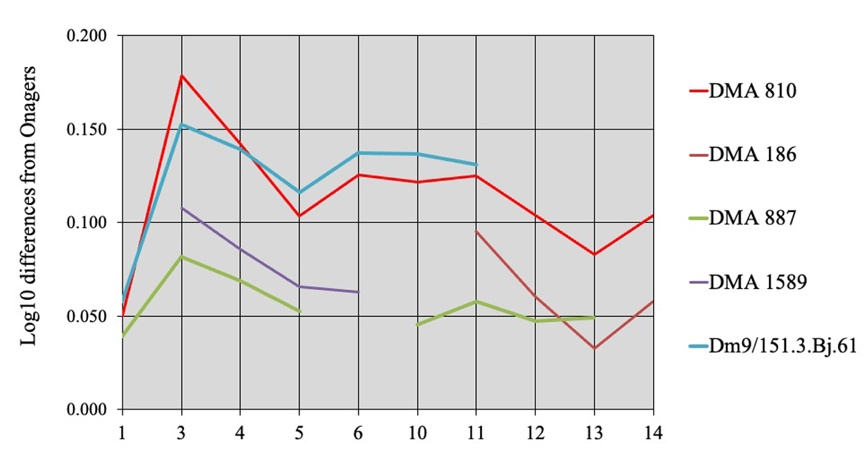 Log10 differences from Onagers
0.200
0.150
0.100
0.050
0.000
1 3 4 5 6 10 11 12 13 14
DMA 810
DMA 186
DMA 887
DMA 1589
Dm9/151.3.Bj.61